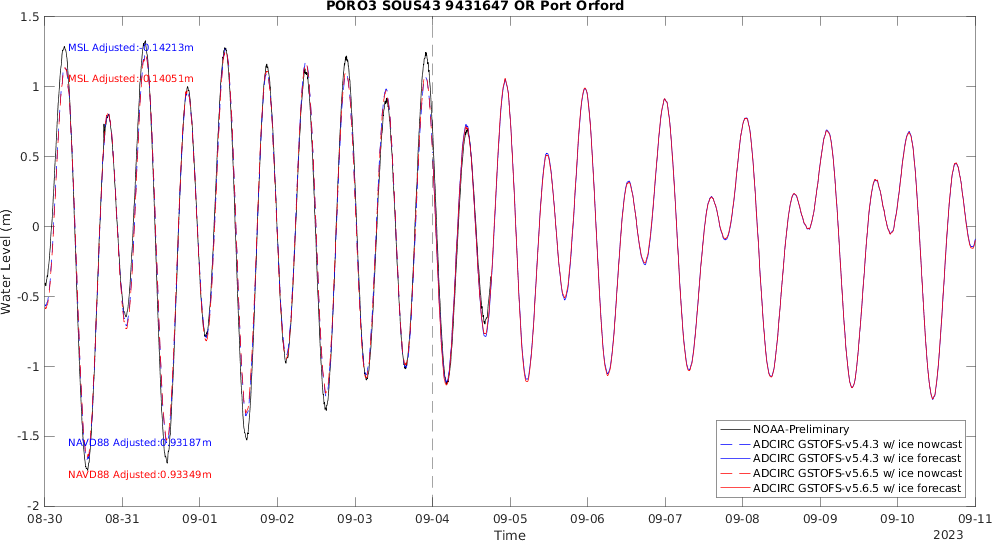 PORO3 SOUS43 9431647 OR Port Orford
1.5
1
0.5
0
-0.5
-1
-1.5
-2
Water Level (m)
MSL Adjusted:-0.14213m
MSL Adjusted:-0.14051m
NAVD88 Adjusted:0.93187m
NAVD88 Adjusted:0.93349m
NOAA-Preliminary
ADCIRC GSTOFS-v5.4.3 w/ ice nowcast
ADCIRC GSTOFS-v5.4.3 w/ ice forecast
ADCIRC GSTOFS-v5.6.5 w/ ice nowcast
ADCIRC GSTOFS-v5.6.5 w/ ice forecast
08-30 08-31 09-01 09-02 09-03 09-04 09-05 09-06 09-07 09-08 09-09 09-10 09-11
Time
2023